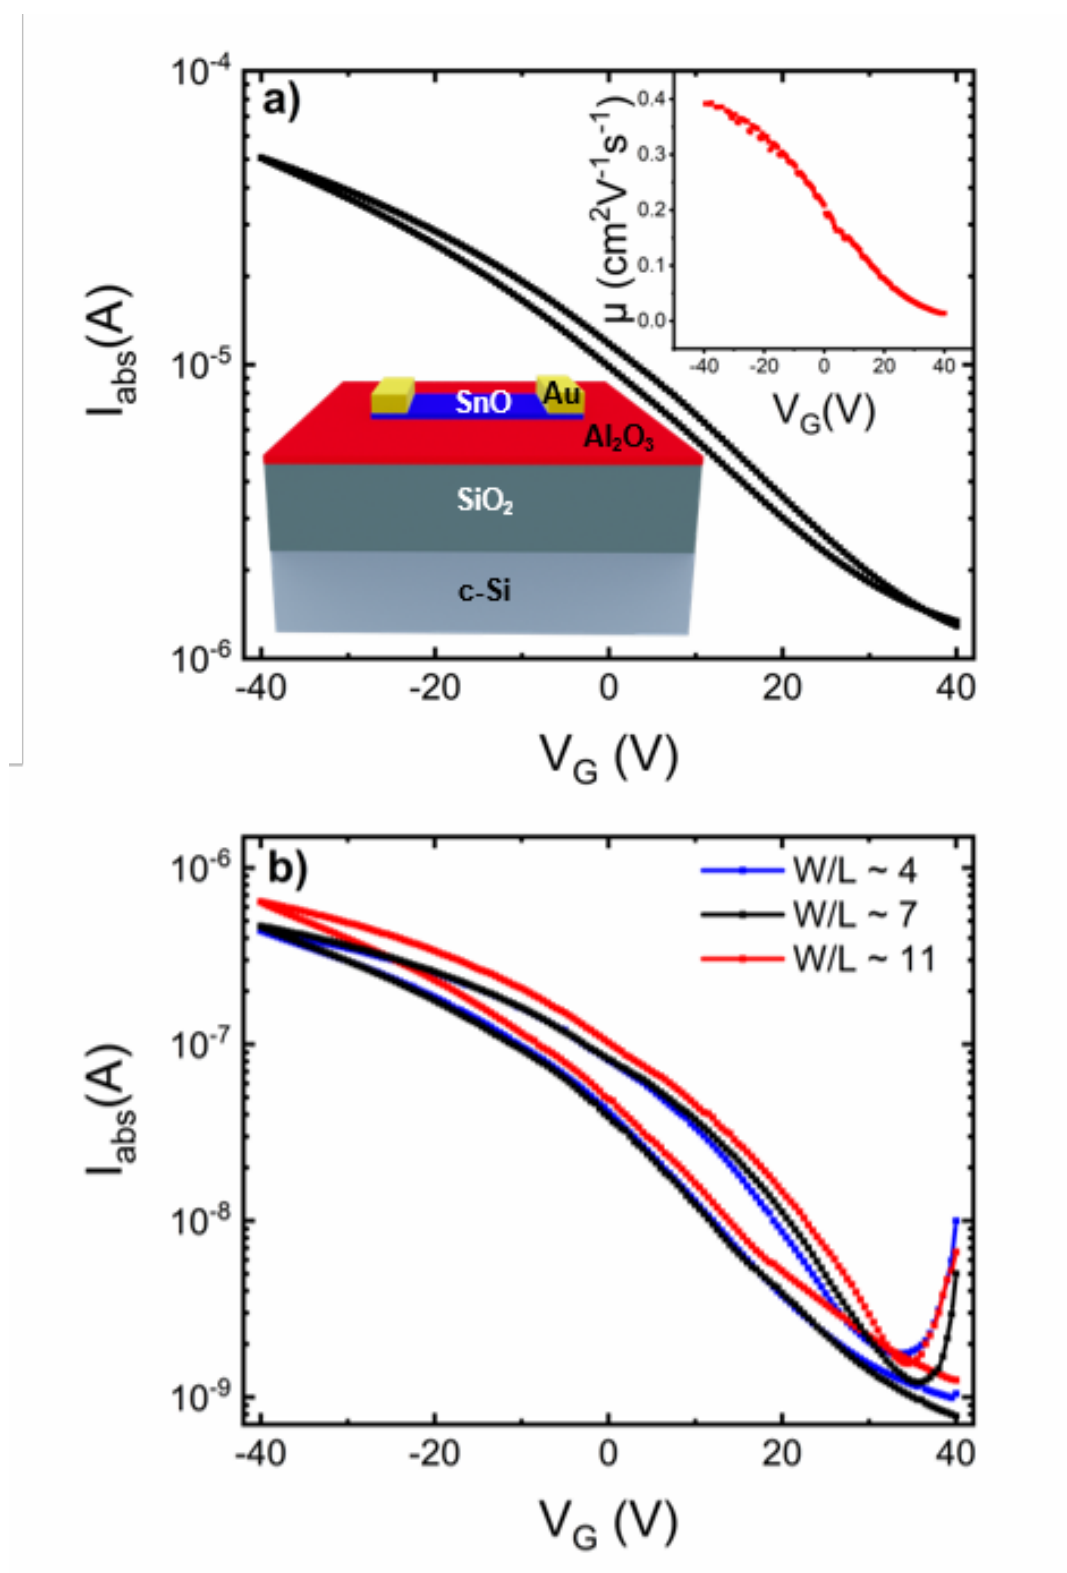 a)
10⁻⁴
10⁻⁵
10⁻⁶
I_abs(A)
-40 -20 0 20 40
V_G (V)
μ (cm²V⁻¹s⁻¹)
0.4
0.3
0.2
0.1
0.0
-40 -20 0 20 40
V_G(V)
SnO
Au
Al₂O₃
SiO₂
c-Si
b)
W/L ~ 4
W/L ~ 7
W/L ~ 11
10⁻⁶
10⁻⁷
10⁻⁸
10⁻⁹
I_abs(A)
-40 -20 0 20 40
V_G (V)